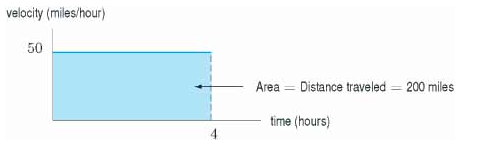 velocity (miles/hour)
50
Area = Distance traveled = 200 miles
time (hours)
4